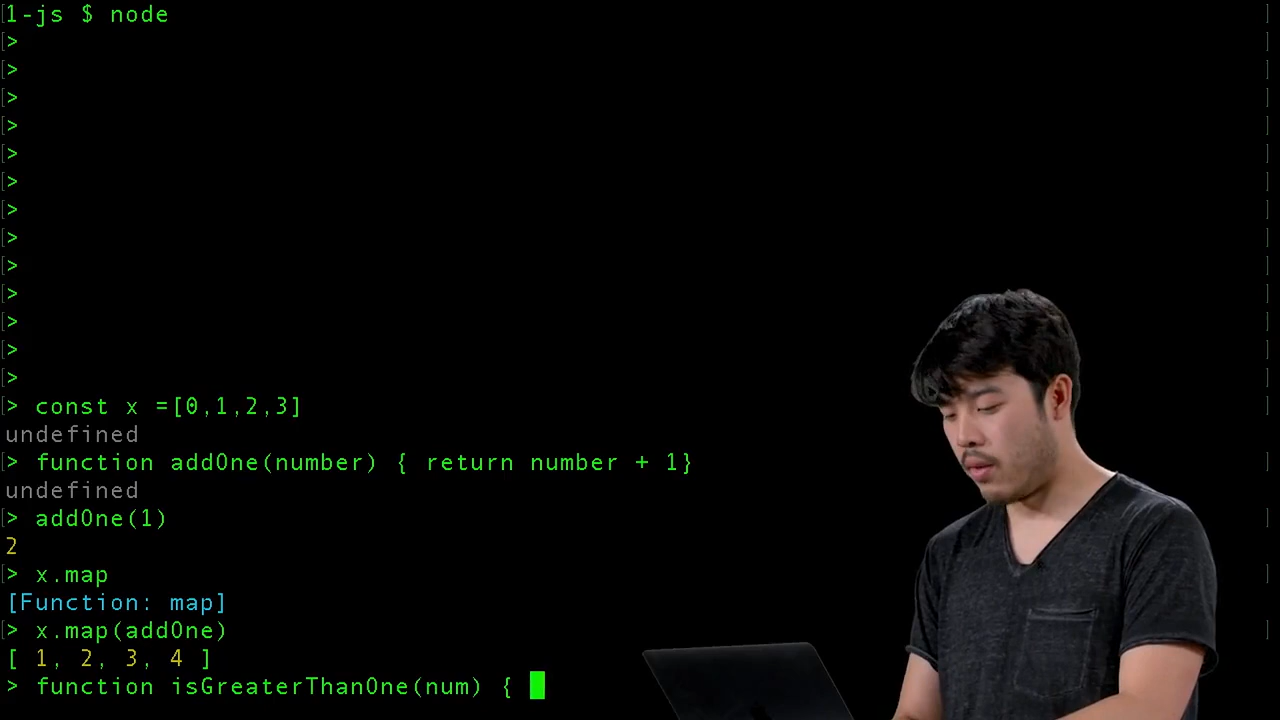 1-js $ node
>
>
>
>
>
>
>
>
>
>
>
>
>
> const x =[0,1,2,3]
undefined
> function addOne(number) { return number + 1}
undefined
> addOne(1)
2
> x.map
[Function: map]
> x.map(addOne)
[ 1, 2, 3, 4 ]
> function isGreaterThanOne(num) {